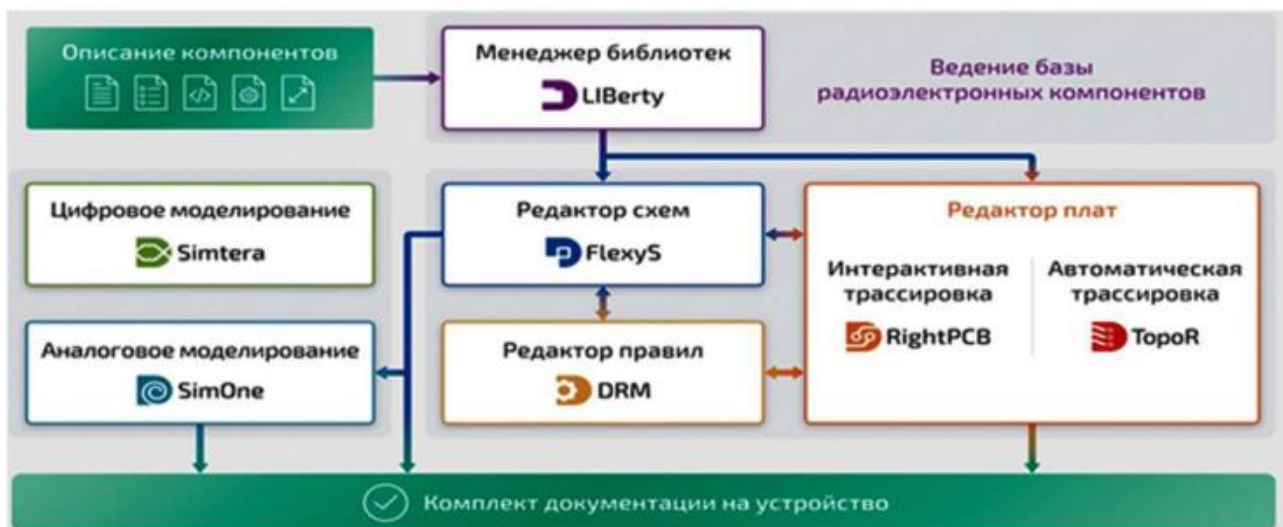 Описание компонентов
Менеджер библиотек
LIBerty
Ведение базы
радиоэлектронных компонентов
Цифровое моделирование
Simtera
Редактор схем
FlexyS
Редактор плат
Интерактивная
трассировка
RightPCB
Автоматическая
трассировка
TopoR
Аналоговое моделирование
SimOne
Редактор правил
DRM
Комплект документации на устройство